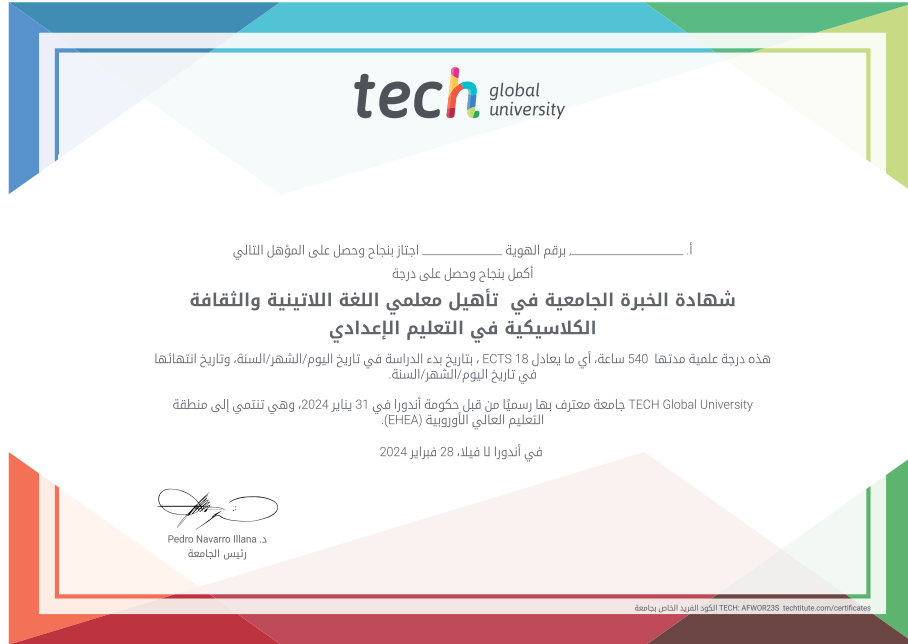 tech global university
أ. ____________________, برقم الهوية ______________ اجتاز بنجاح وحصل على المؤهل التالي
أكمل بنجاح وحصل على درجة
شهادة الخبرة الجامعية في تأهيل معلمي اللغة اللاتينية والثقافة
الكلاسيكية في التعليم الإعدادي
هذه درجة علمية مدتها 540 ساعة، أي ما يعادل 18 ECTS ، بتاريخ بدء الدراسة في تاريخ اليوم/الشهر/السنة، وتاريخ انتهائها
في تاريخ اليوم/الشهر/السنة.
TECH Global University جامعة معترف بها رسميًا من قبل حكومة أندورا في 31 يناير 2024، وهي تنتمي إلى منطقة
التعليم العالي الأوروبية (EHEA).
في أندورا لا فيلا، 28 فبراير 2024
د. Pedro Navarro Illana
رئيس الجامعة
الكود الفريد الخاص بجامعة TECH: AFWOR23S techtitute.com/certificates